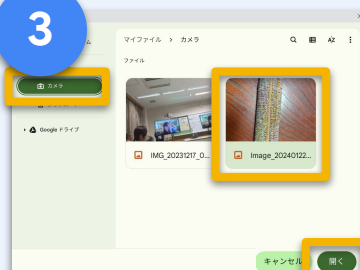 3
ム
マイファイル > カメラ
ファイル
カメラ
Google ドライブ
IMG_20231217_0...
Image_20240122...
キャンセル
開く